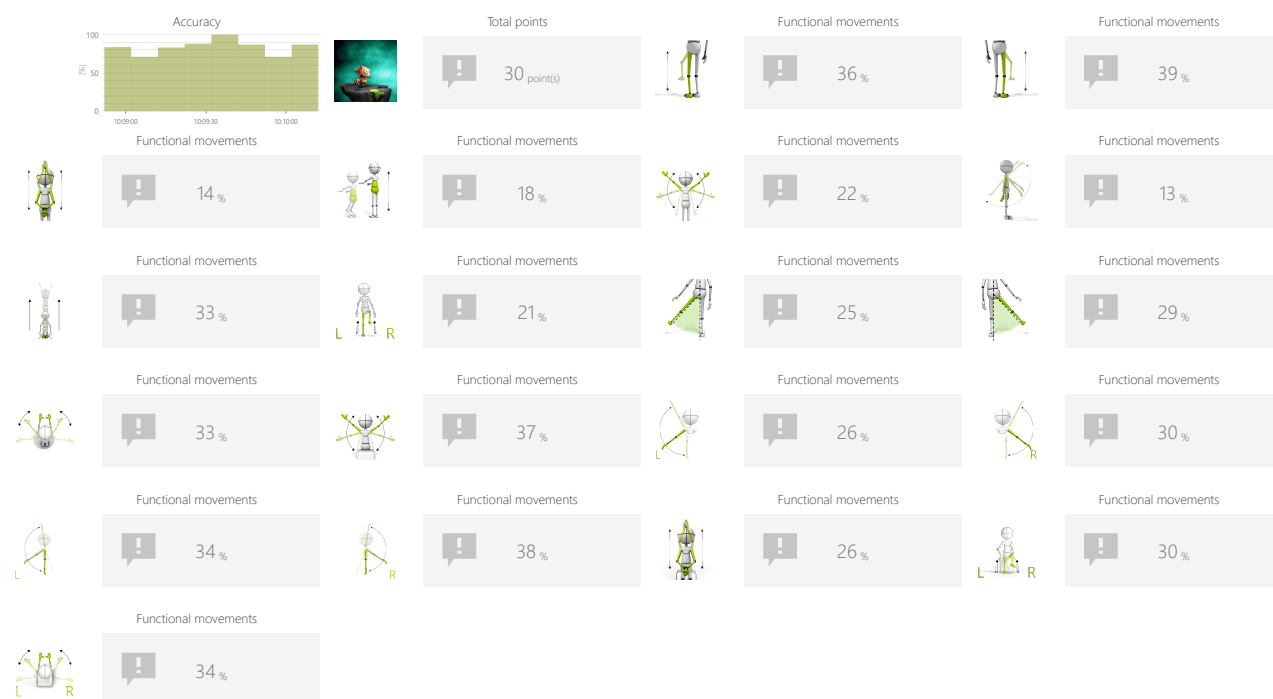 Accuracy
Total points
Functional movements
Functional movements
100
[%]
50
0
10:09:00
10:09:30
10:10:00
30 point(s)
36 %
39 %
Functional movements
Functional movements
Functional movements
Functional movements
14 %
18 %
22 %
13 %
Functional movements
Functional movements
Functional movements
Functional movements
33 %
L R
21 %
25 %
29 %
Functional movements
Functional movements
Functional movements
Functional movements
33 %
37 %
L
26 %
R
30 %
Functional movements
Functional movements
Functional movements
Functional movements
L
34 %
R
38 %
26 %
L R
30 %
Functional movements
L R
34 %